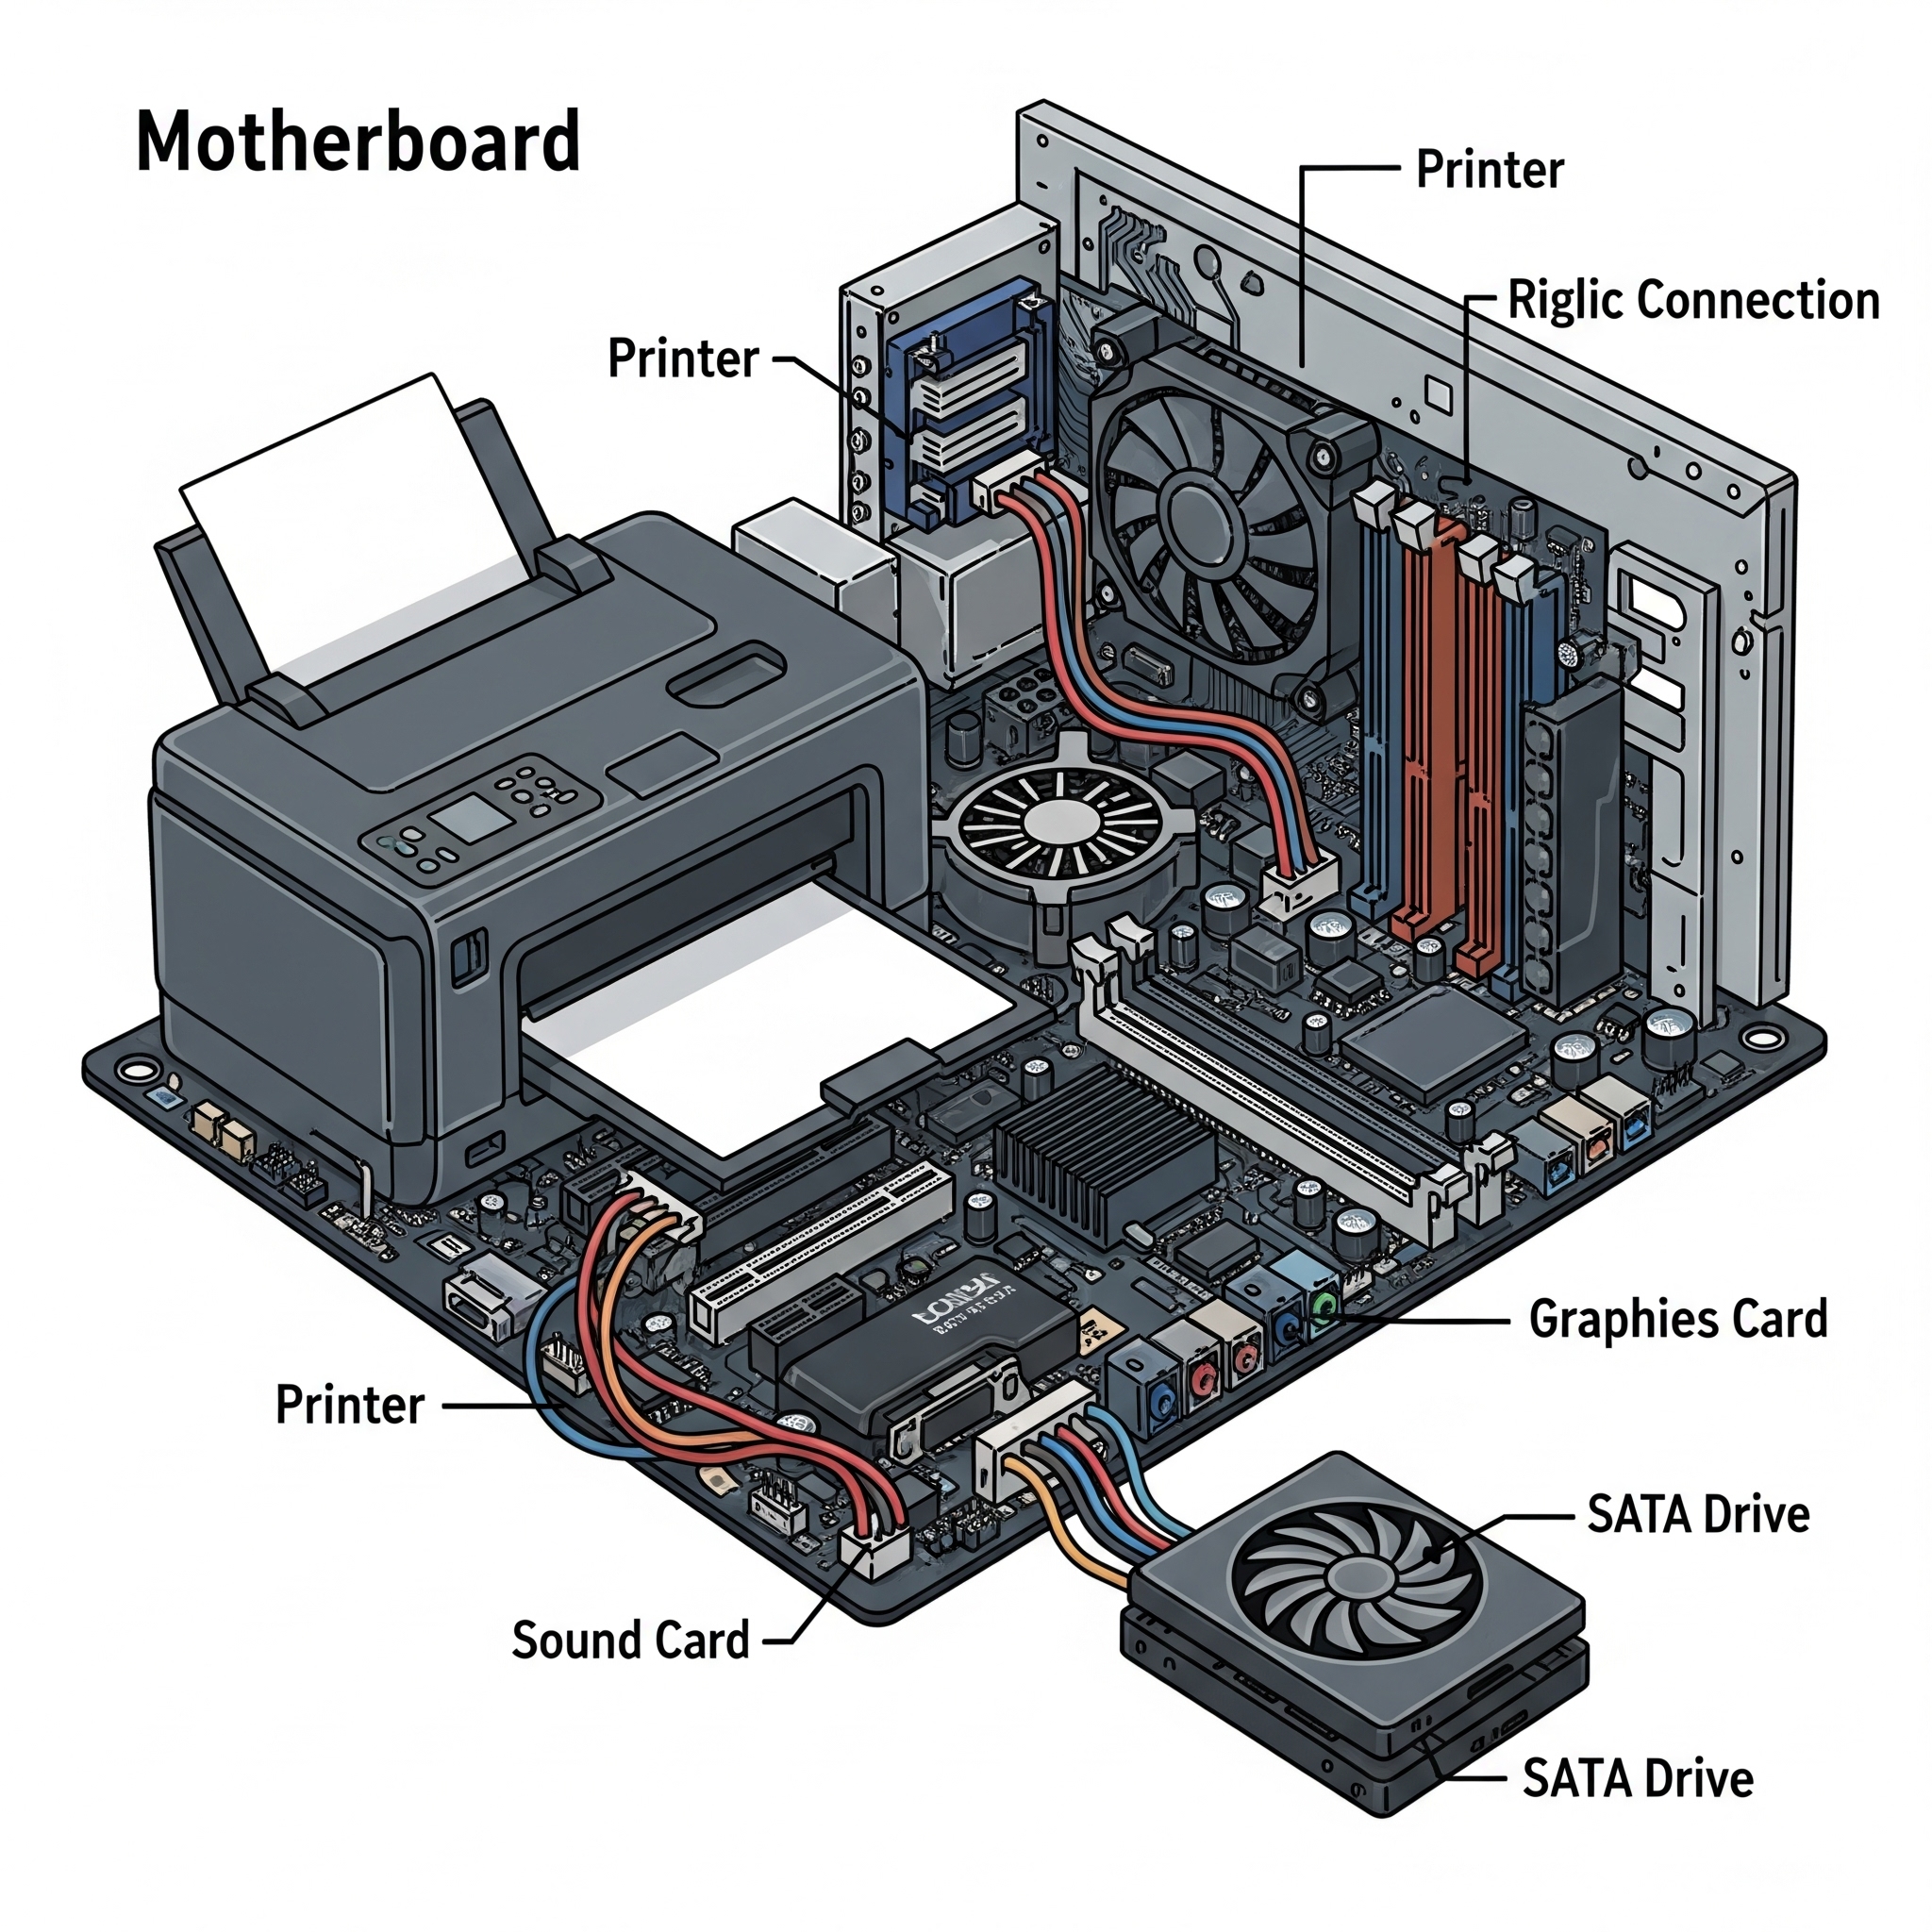 Motherboard
Printer
Riglic Connection
Printer
Graphies Card
Printer
SATA Drive
Sound Card
SATA Drive